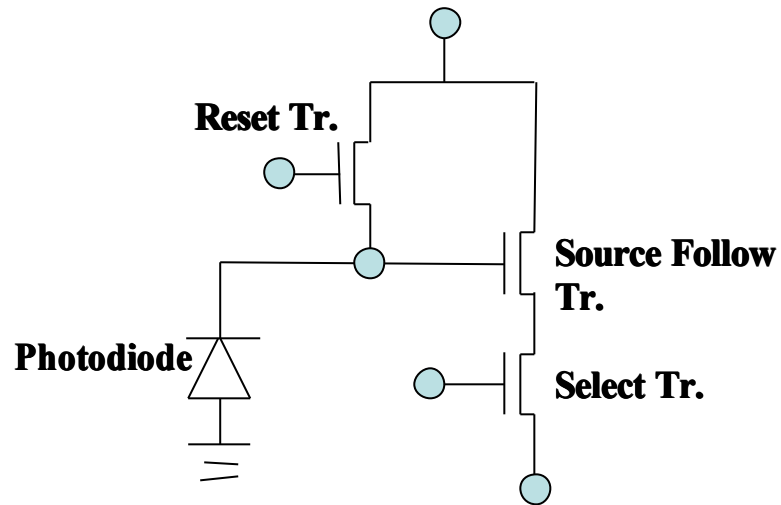 Reset Tr.
Source Follow
Tr.
Photodiode
Select Tr.